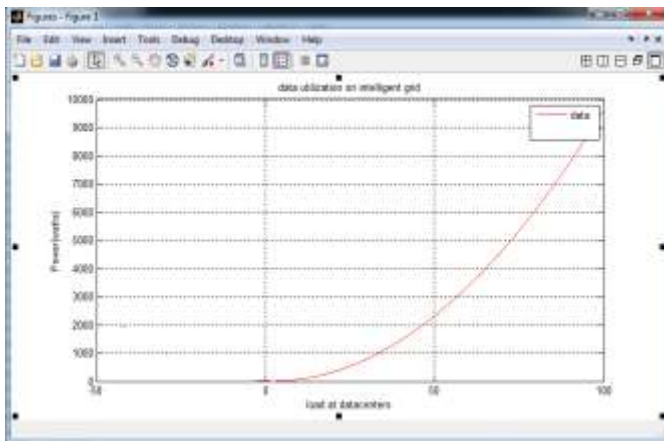 Figures - Figure 1
File Edit View Insert Tools Debug Desktop Window Help
data utilization on intelligent grid
data
10000
9000
8000
7000
6000
5000
4000
3000
2000
1000
0
Power(watts)
-50 0 50 100
load at datacenters